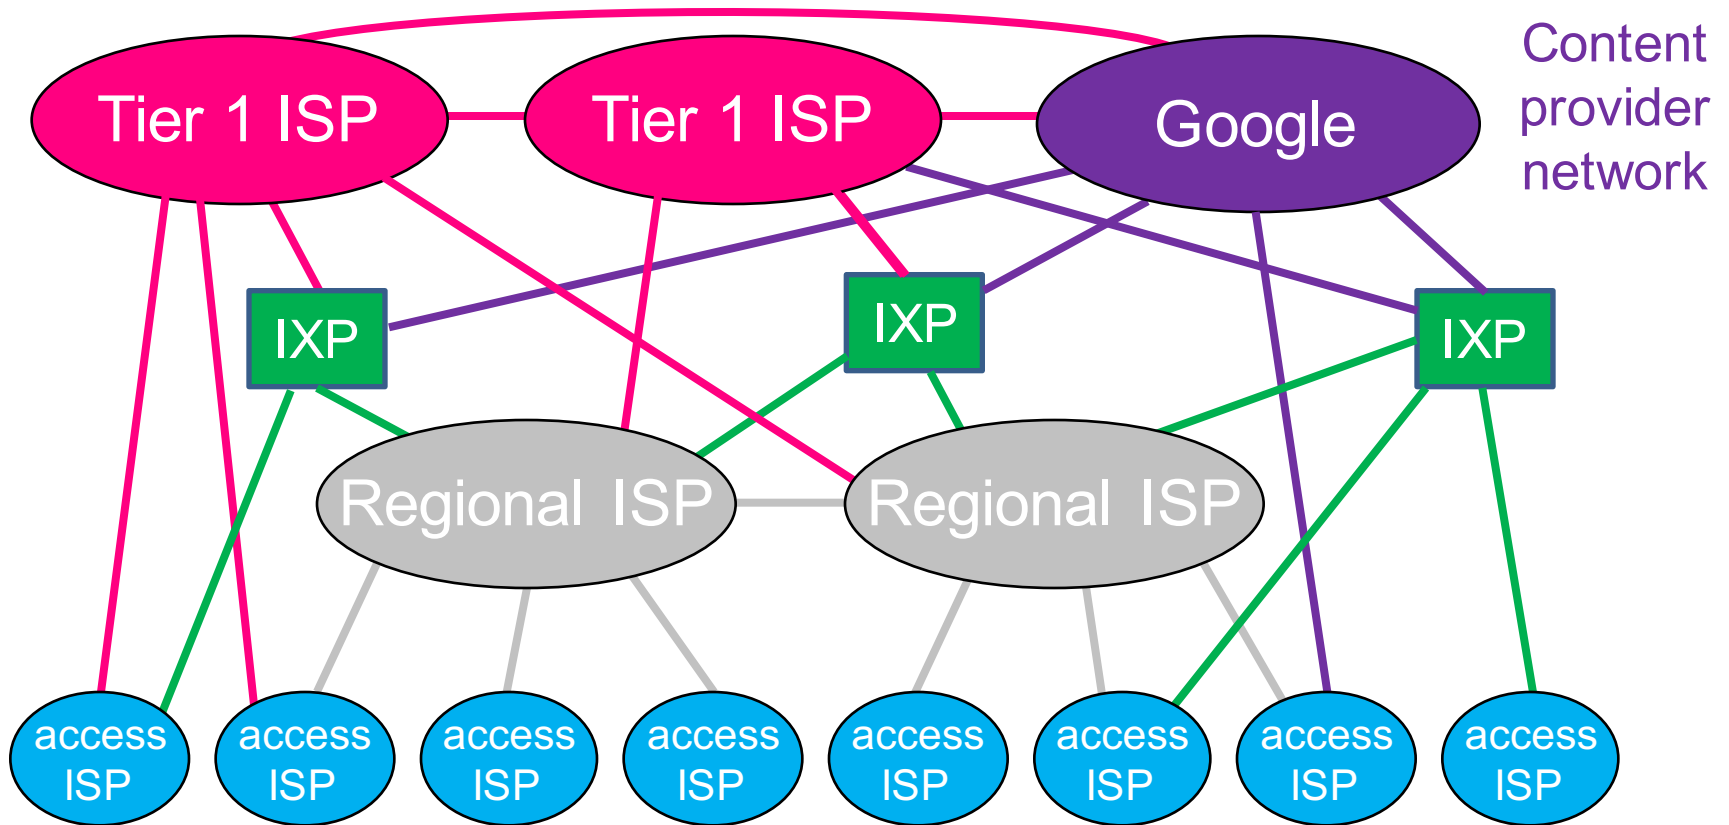 Tier 1 ISP
Tier 1 ISP
Google
Content
provider
network
IXP
IXP
IXP
Regional ISP
Regional ISP
access
ISP
access
ISP
access
ISP
access
ISP
access
ISP
access
ISP
access
ISP
access
ISP